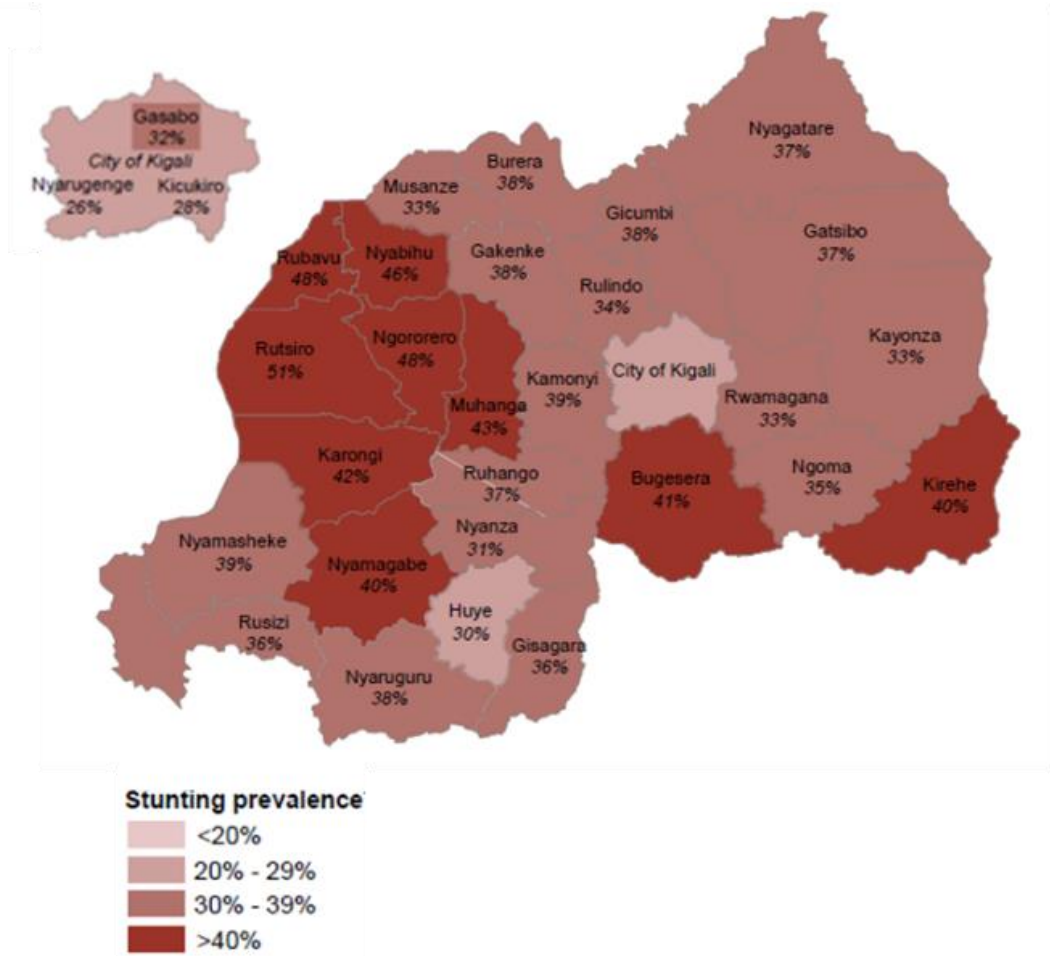 Gasabo
32%
City of Kigali
Nyarugenge
26%
Kicukiro
28%
Nyagatare
37%
Burera
38%
Musanze
33%
Gicumbi
38%
Gatsibo
37%
Rubavu
48%
Nyabihu
46%
Gakenke
38%
Rulindo
34%
Kayonza
33%
Rutsiro
51%
Ngororero
48%
City of Kigali
Kamonyi
39%
Rwamagana
33%
Muhanga
43%
Karongi
42%
Ruhango
37%
Bugesera
41%
Ngoma
35%
Kirehe
40%
Nyanza
31%
Nyamasheke
39%
Nyamagabe
40%
Huye
30%
Rusizi
36%
Gisagara
36%
Nyaruguru
38%
Stunting prevalence
<20%
20% - 29%
30% - 39%
>40%